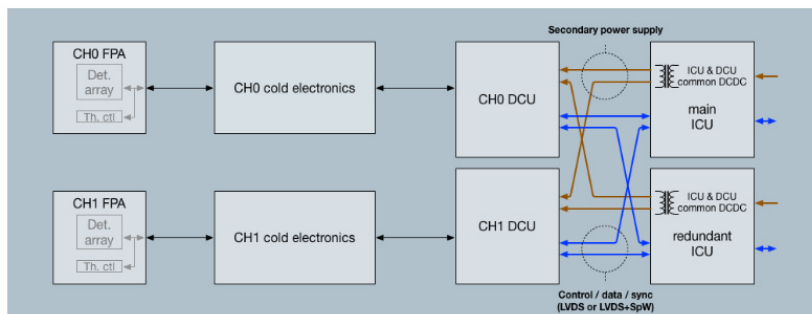 Secondary power supply
CH0 FPA
Det.
array
Th. ctl
CH0 cold electronics
CH0 DCU
ICU & DCU
common DCDC
main
ICU
CH1 FPA
Det.
array
Th. ctl
CH1 cold electronics
CH1 DCU
ICU & DCU
common DCDC
redundant
ICU
Control / data / sync
(LVDS or LVDS+SpW)